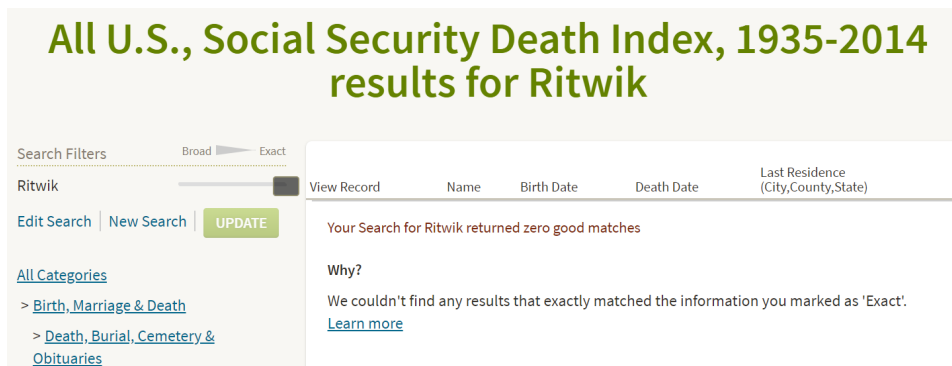 All U.S., Social Security Death Index, 1935-2014
results for Ritwik
Search Filters
Broad
Exact
Ritwik
Edit Search
New Search
UPDATE
All Categories
> Birth, Marriage & Death
> Death, Burial, Cemetery &
Obituaries
View Record
Name
Birth Date
Death Date
Last Residence
(City,County,State)
Your Search for Ritwik returned zero good matches
Why?
We couldn't find any results that exactly matched the information you marked as 'Exact'.
Learn more